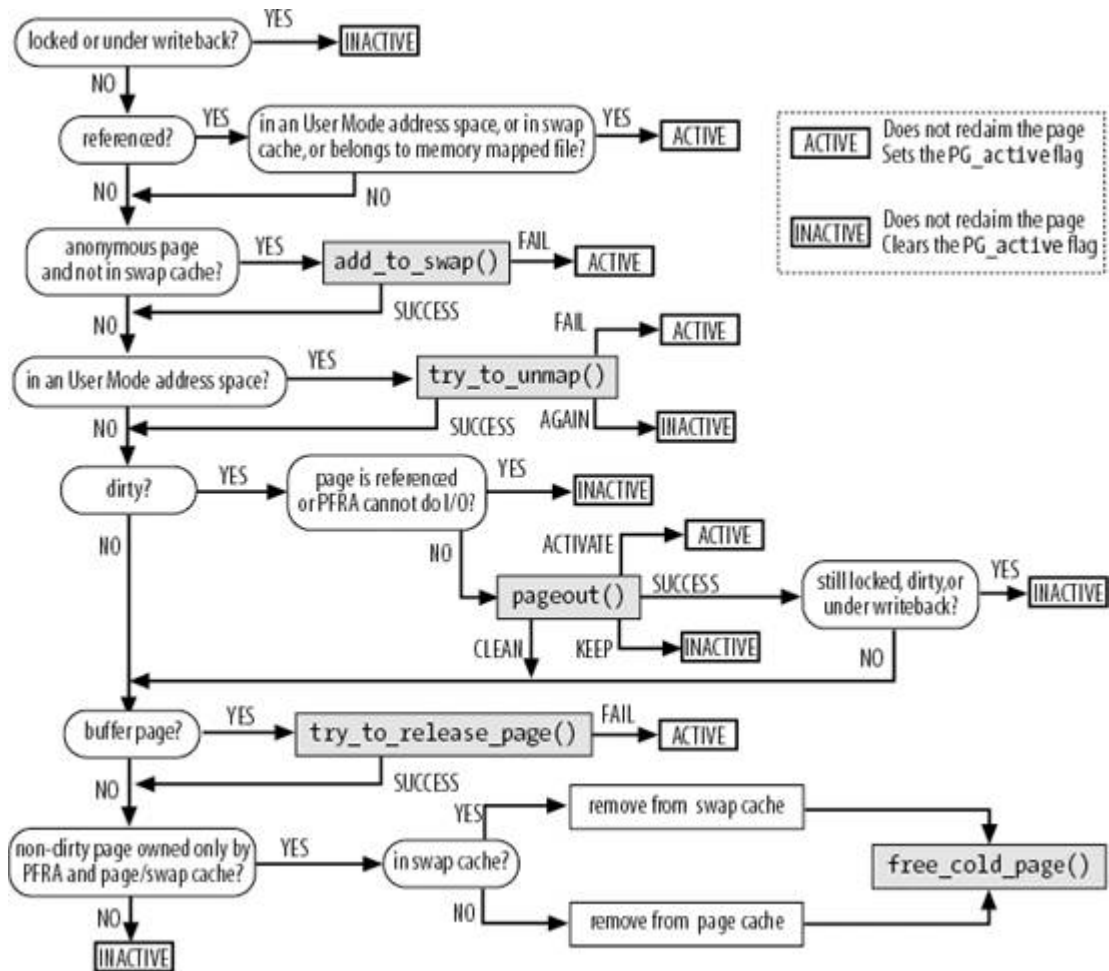 locked or under writeback?
YES
INACTIVE
NO
referenced?
YES
in an User Mode address space, or in swap
cache, or belongs to memory mapped file?
YES
ACTIVE
NO
NO
ACTIVE
Does not reclaim the page
Sets the PG_active flag
INACTIVE
Does not reclaim the page
Clears the PG_active flag
anonymous page
and not in swap cache?
YES
add_to_swap()
FAIL
ACTIVE
SUCCESS
NO
in an User Mode address space?
YES
try_to_unmap()
FAIL
ACTIVE
SUCCESS
AGAIN
INACTIVE
NO
dirty?
YES
page is referenced
or PFRA cannot do I/O?
YES
INACTIVE
NO
NO
ACTIVATE
ACTIVE
pageout()
SUCCESS
still locked, dirty, or
under writeback?
YES
INACTIVE
CLEAN
KEEP
INACTIVE
NO
buffer page?
YES
try_to_release_page()
FAIL
ACTIVE
SUCCESS
NO
non-dirty page owned only by
PFRA and page/swap cache?
YES
in swap cache?
YES
remove from swap cache
free_cold_page()
NO
remove from page cache
NO
INACTIVE